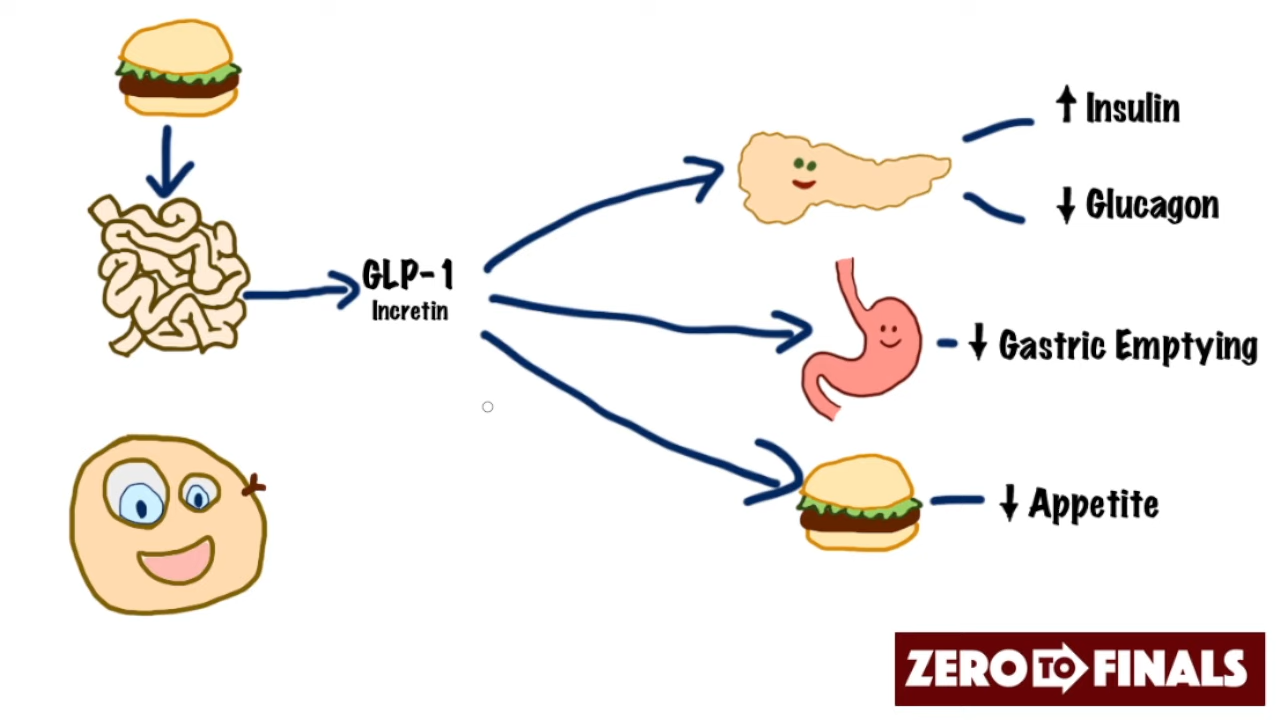 ↑ Insulin
↓ Glucagon
GLP-1
Incretin
↓ Gastric Emptying
↓ Appetite
ZERO TO FINALS